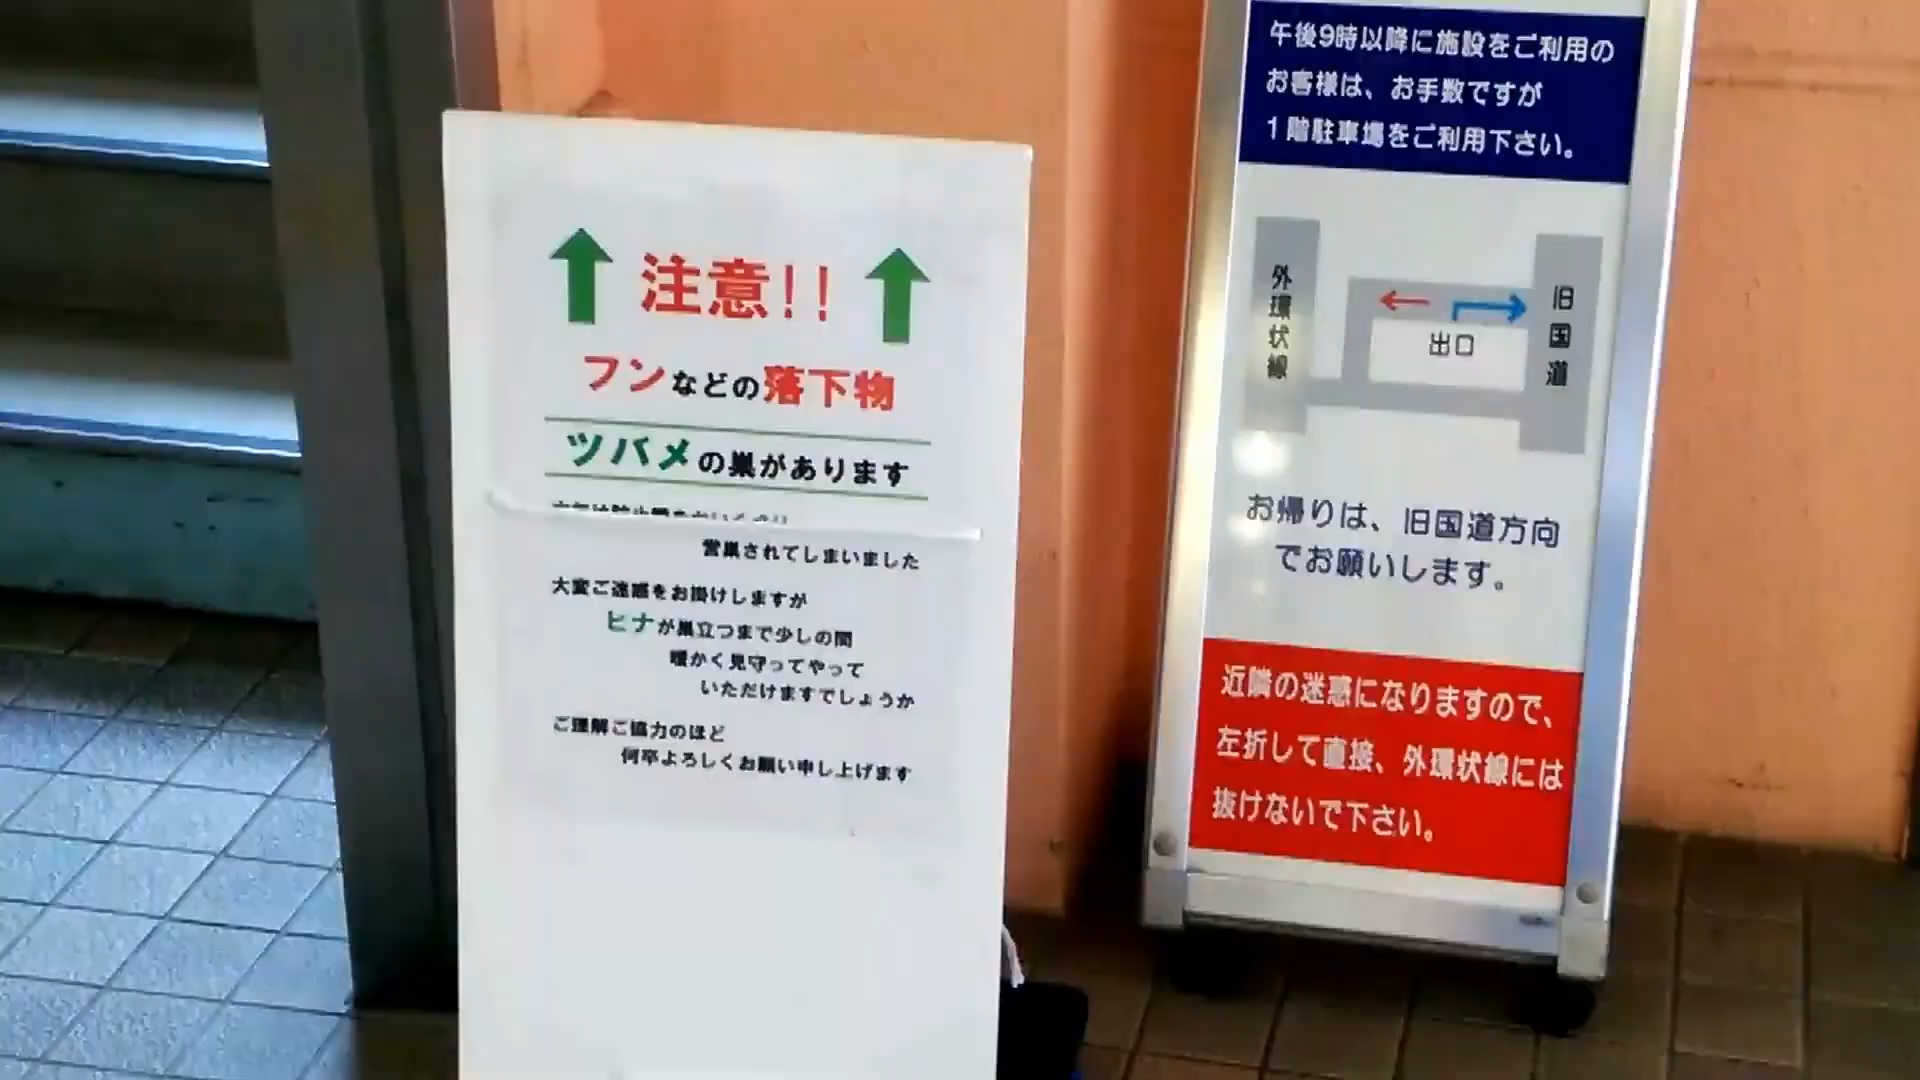 注意!!
フンなどの落下物
ツバメの巣があります
営巣されてしまいました
大変ご迷惑をお掛けしますが
ヒナが巣立つまで少しの間
暖かく見守ってやって
いただけますでしょうか
ご理解ご協力のほど
何卒よろしくお願い申し上げます
午後9時以降に施設をご利用の
お客様は、お手数ですが
1階駐車場をご利用下さい。
外環状線
出口
旧国道
お帰りは、旧国道方向
でお願いします。
近隣の迷惑になりますので、
左折して直接、外環状線には
抜けないで下さい。